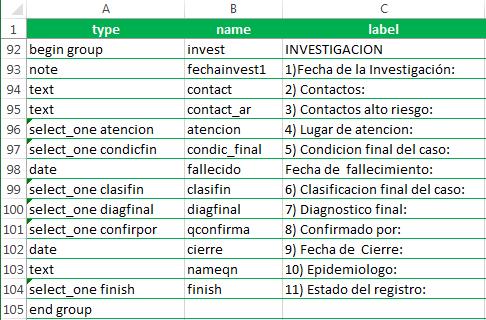 A B C
1 type name label
92 begin group invest INVESTIGACION
93 note fechainvest1 1)Fecha de la Investigación:
94 text contact 2) Contactos:
95 text contact_ar 3) Contactos alto riesgo:
96 select_one atencion atencion 4) Lugar de atencion:
97 select_one condicfin condic_final 5) Condicion final del caso:
98 date fallecido Fecha de fallecimiento:
99 select_one clasifin clasifin 6) Clasificacion final del caso:
100 select_one diagfinal diagfinal 7) Diagnostico final:
101 select_one confirpor qconfirma 8) Confirmado por:
102 date cierre 9) Fecha de Cierre:
103 text nameqn 10) Epidemiologo:
104 select_one finish finish 11) Estado del registro:
105 end group